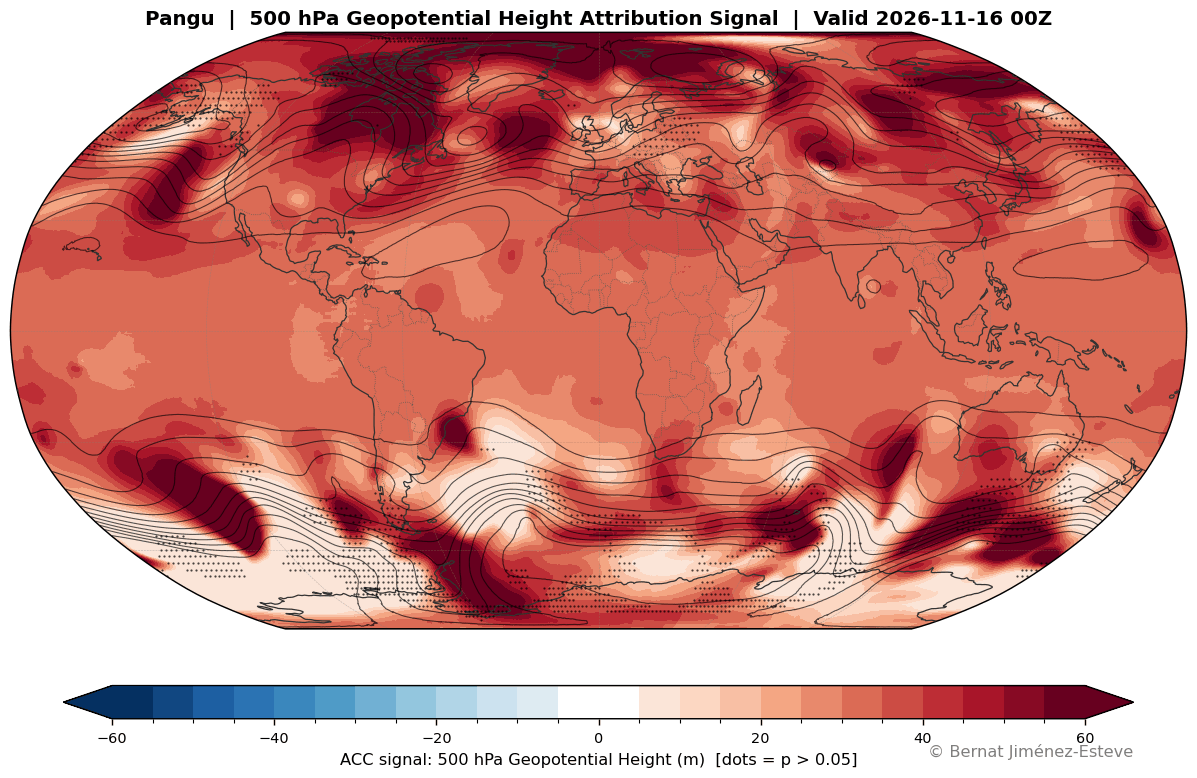 Pangu | 500 hPa Geopotential Height Attribution Signal | Valid 2026-11-16 00Z
−60 −40 −20 0 20 40 60
© Bernat Jiménez-Esteve
ACC signal: 500 hPa Geopotential Height (m) [dots = p > 0.05]